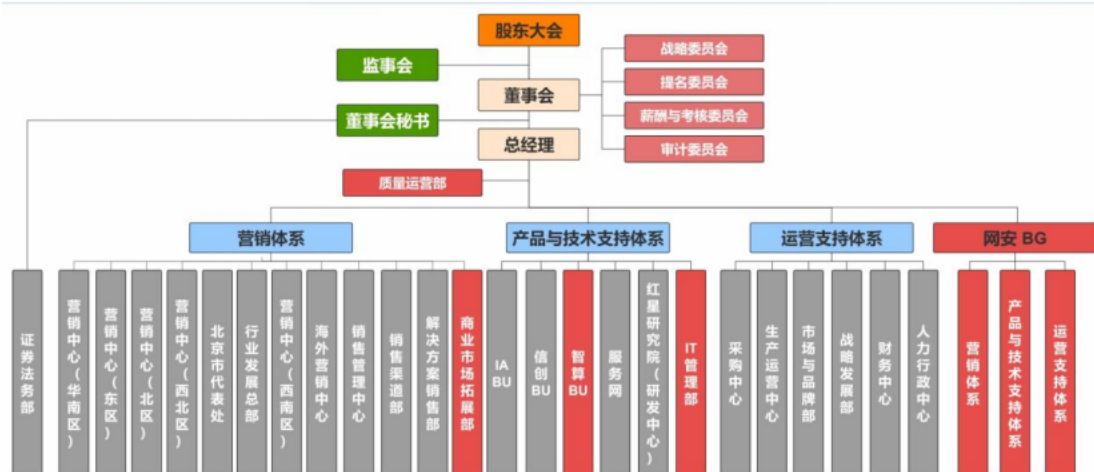 股东大会
监事会
董事会
战略委员会
提名委员会
薪酬与考核委员会
审计委员会
董事会秘书
总经理
质量运营部
营销体系
产品与技术支持体系
运营支持体系
网安 BG
证券法务部
营销中心(华南区)
营销中心(东区)
营销中心(北区)
营销中心(西北区)
北京市代表处
行业发展总部
营销中心(西南区)
海外营销中心
销售管理中心
销售渠道部
解决方案销售部
商业市场拓展部
IA BU
信创BU
智算BU
服务网
红星研究院(研发中心)
IT管理部
采购中心
生产运营中心
市场与品牌部
战略发展部
财务中心
人力行政中心
营销体系
产品与技术支持体系
运营支持体系